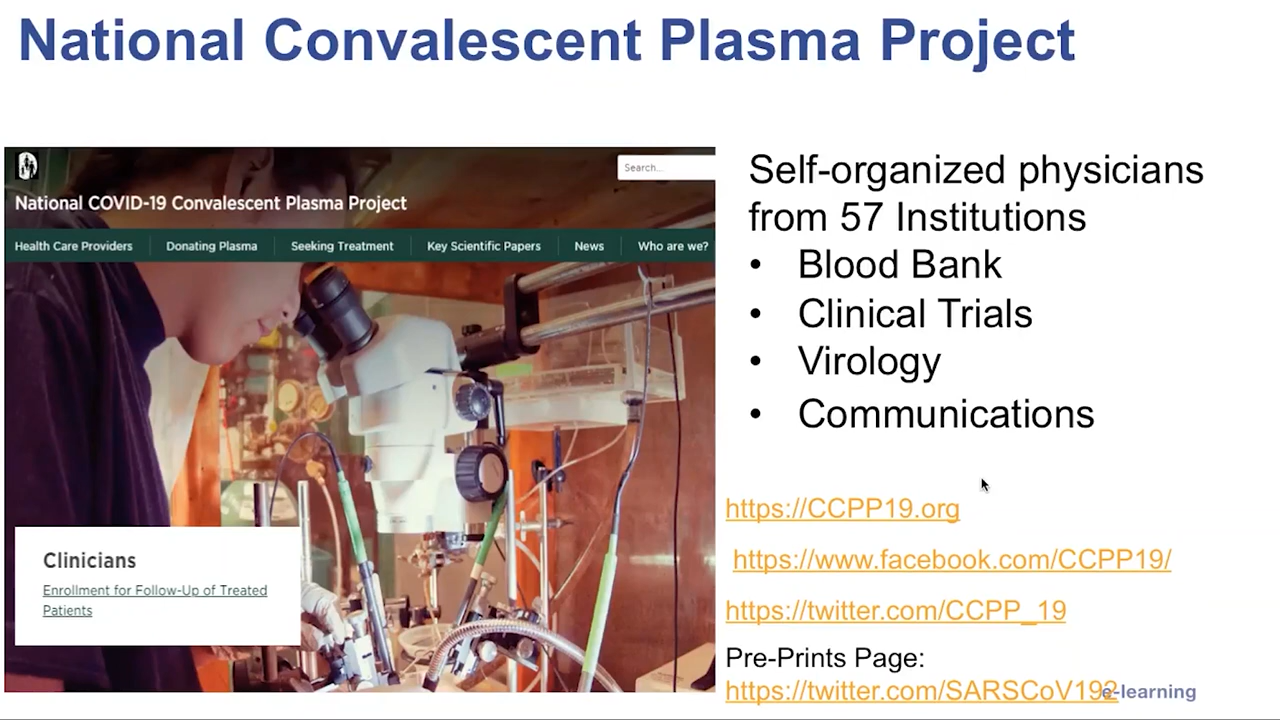 National Convalescent Plasma Project
Search...
National COVID-19 Convalescent Plasma Project
Health Care Providers
Donating Plasma
Seeking Treatment
Key Scientific Papers
News
Who are we?
Clinicians
Enrollment for Follow-Up of Treated
Patients
Self-organized physicians
from 57 Institutions
• Blood Bank
• Clinical Trials
• Virology
• Communications
https://CCPP19.org
https://www.facebook.com/CCPP19/
https://twitter.com/CCPP_19
Pre-Prints Page:
https://twitter.com/SARSCoV192
e-learning